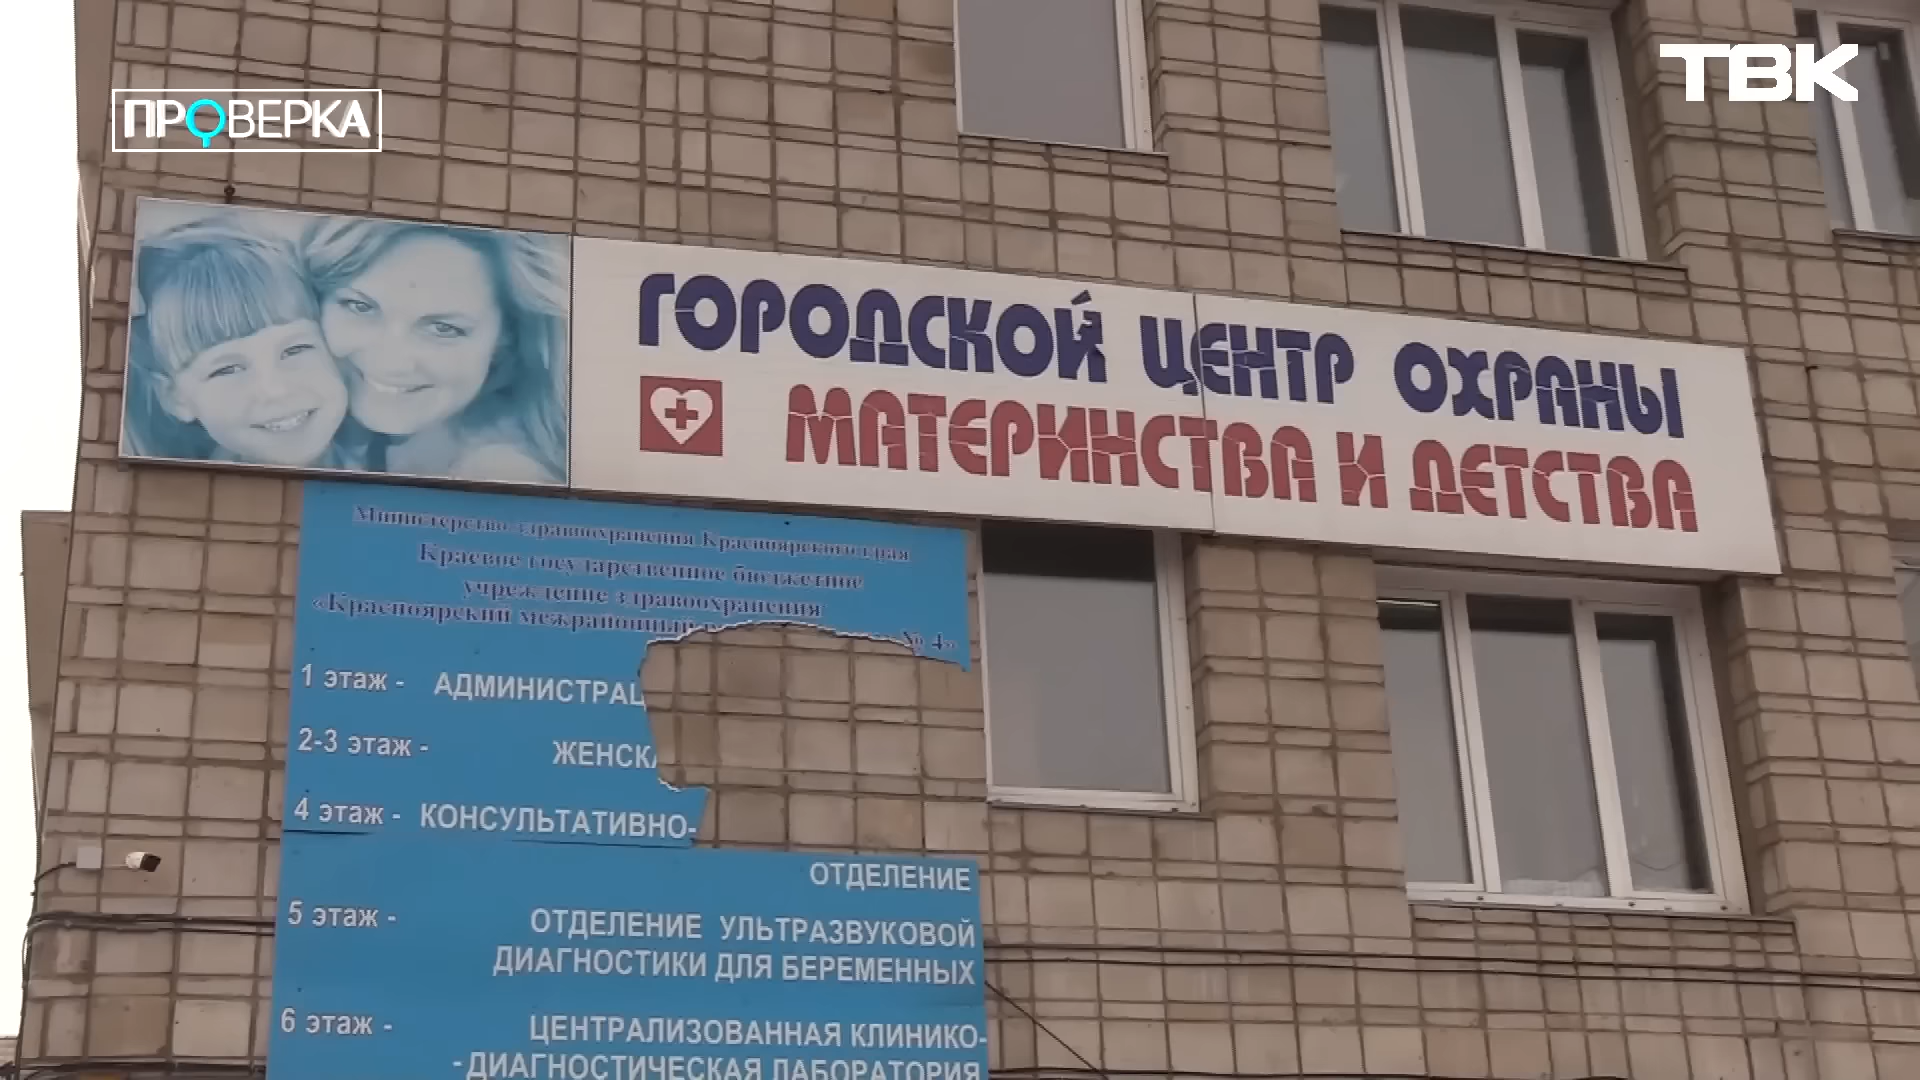 ПРОВЕРКА
ТВК
ГОРОДСКОЙ ЦЕНТР ОХРАНЫ
МАТЕРИНСТВА И ДЕТСТВА
Министерство здравоохранения Красноярского края
Краевое государственное бюджетное
учреждение здравоохранения
«Красноярский межрайонный № 4»
1 этаж - АДМИНИСТРАЦ
2-3 этаж - ЖЕНСКА
4 этаж - КОНСУЛЬТАТИВНО-
ОТДЕЛЕНИЕ
5 этаж - ОТДЕЛЕНИЕ УЛЬТРАЗВУКОВОЙ
ДИАГНОСТИКИ ДЛЯ БЕРЕМЕННЫХ
6 этаж - ЦЕНТРАЛИЗОВАННАЯ КЛИНИКО-
-ДИАГНОСТИЧЕСКАЯ ЛАБОРАТОРИЯ